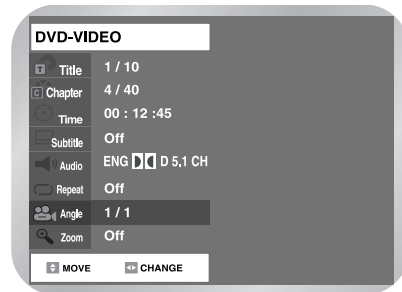 DVD-VIDEO
T Title 1 / 10
C Chapter 4 / 40
Time 00 : 12 :45
Subtitle Off
Audio ENG D 5.1 CH
Repeat Off
Angle 1 / 1
Zoom Off
MOVE CHANGE